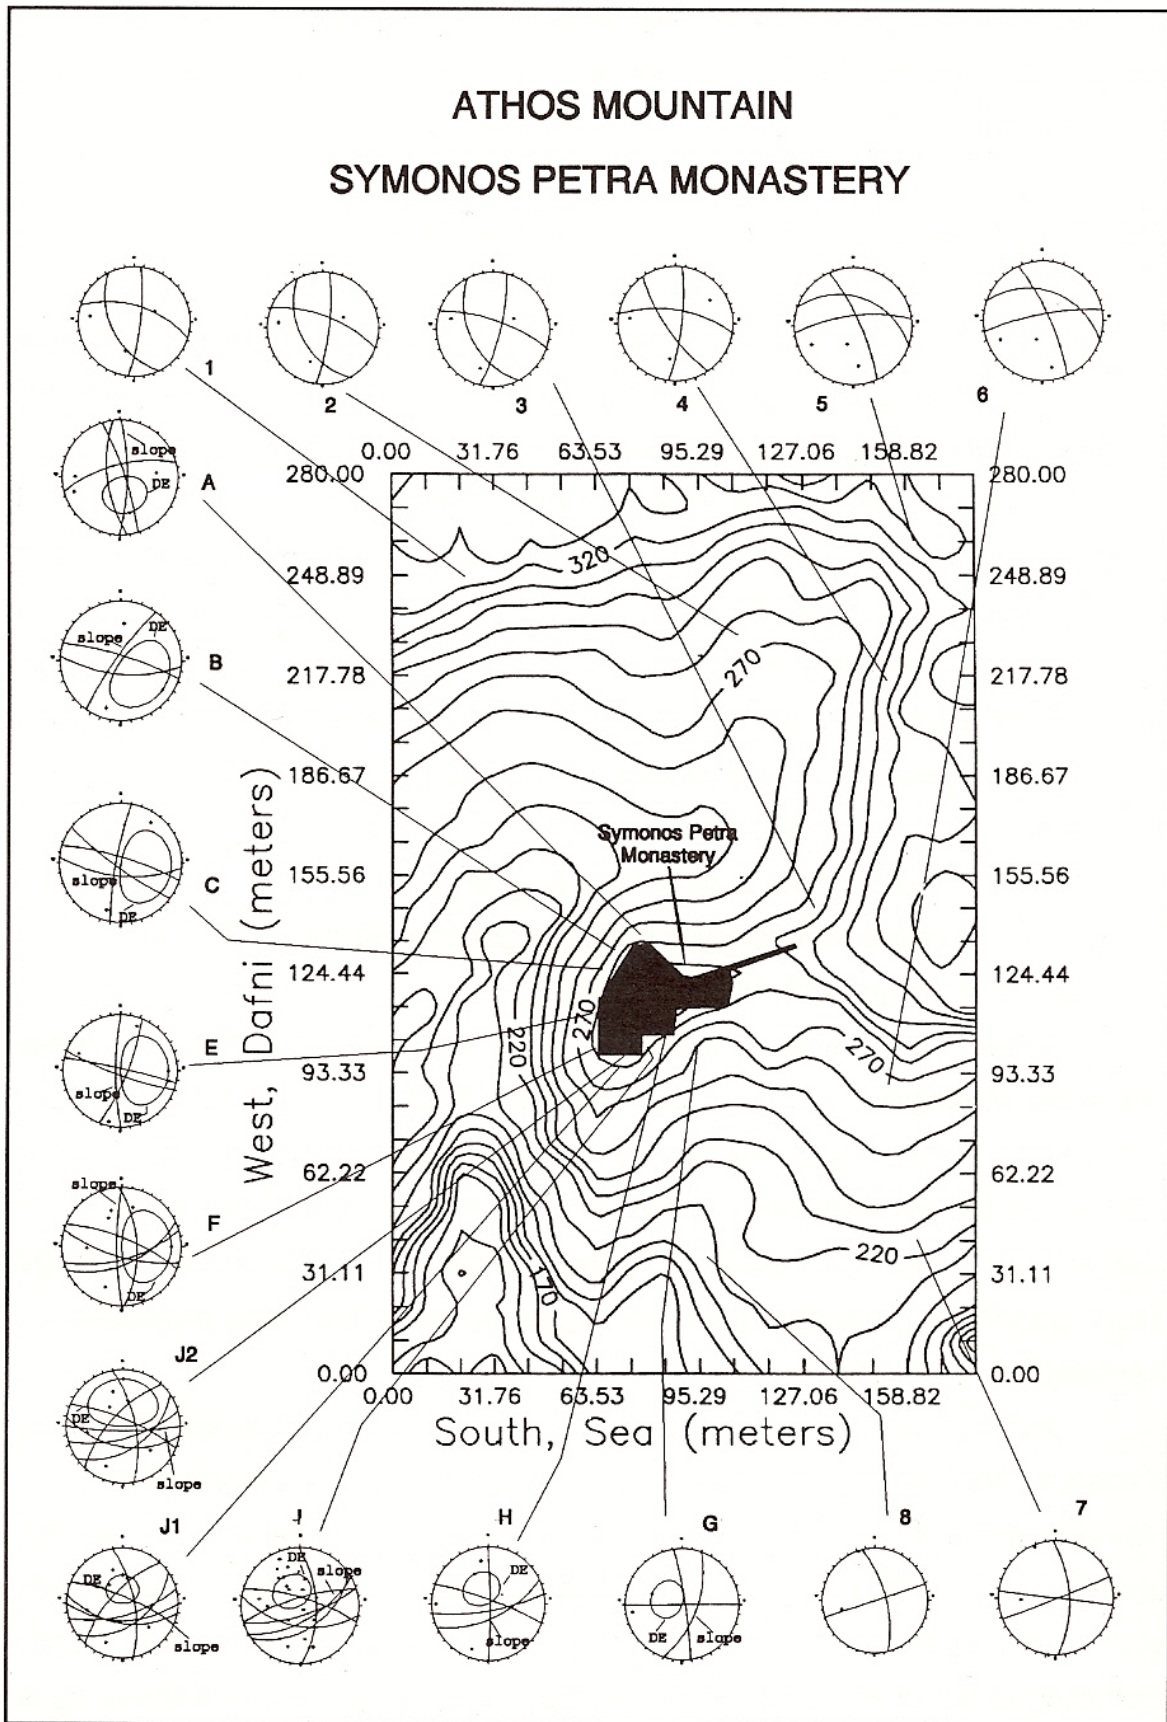 ATHOS MOUNTAIN
SYMONOS PETRA MONASTERY
1
2
3
4
5
6
0.00 31.76 63.53 95.29 127.06 158.82
slope
DE
A
280.00
280.00
320
248.89
248.89
DE
slope
B
270
217.78
217.78
186.67
186.67
Symonos Petra
Monastery
slope
DE
C
155.56
155.56
124.44
124.44
West, Dafni (meters)
270
220
270
E
slope
DE
93.33
93.33
62.22
62.22
slope
F
DE
220
31.11
31.11
170
J2
0.00
0.00
0.00 31.76 63.53 95.29 127.06 158.82
South, Sea (meters)
DE
slope
J1
I
H
G
8
7
DE
slope
DE
slope
DE
slope
DE
slope